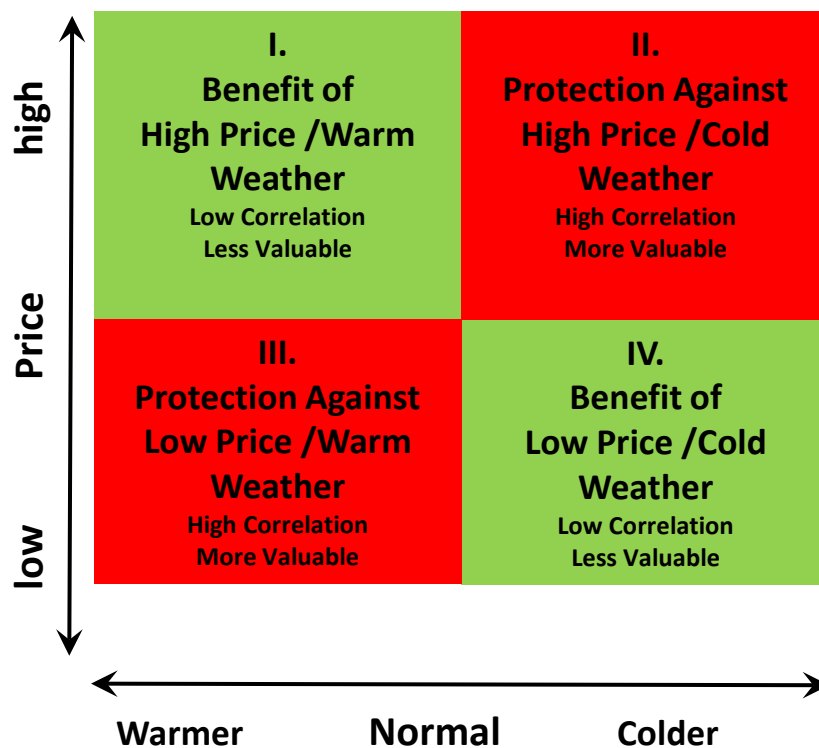 high
Price
low
I.
Benefit of
High Price /Warm
Weather
Low Correlation
Less Valuable
II.
Protection Against
High Price /Cold
Weather
High Correlation
More Valuable
III.
Protection Against
Low Price /Warm
Weather
High Correlation
More Valuable
IV.
Benefit of
Low Price /Cold
Weather
Low Correlation
Less Valuable
Warmer
Normal
Colder